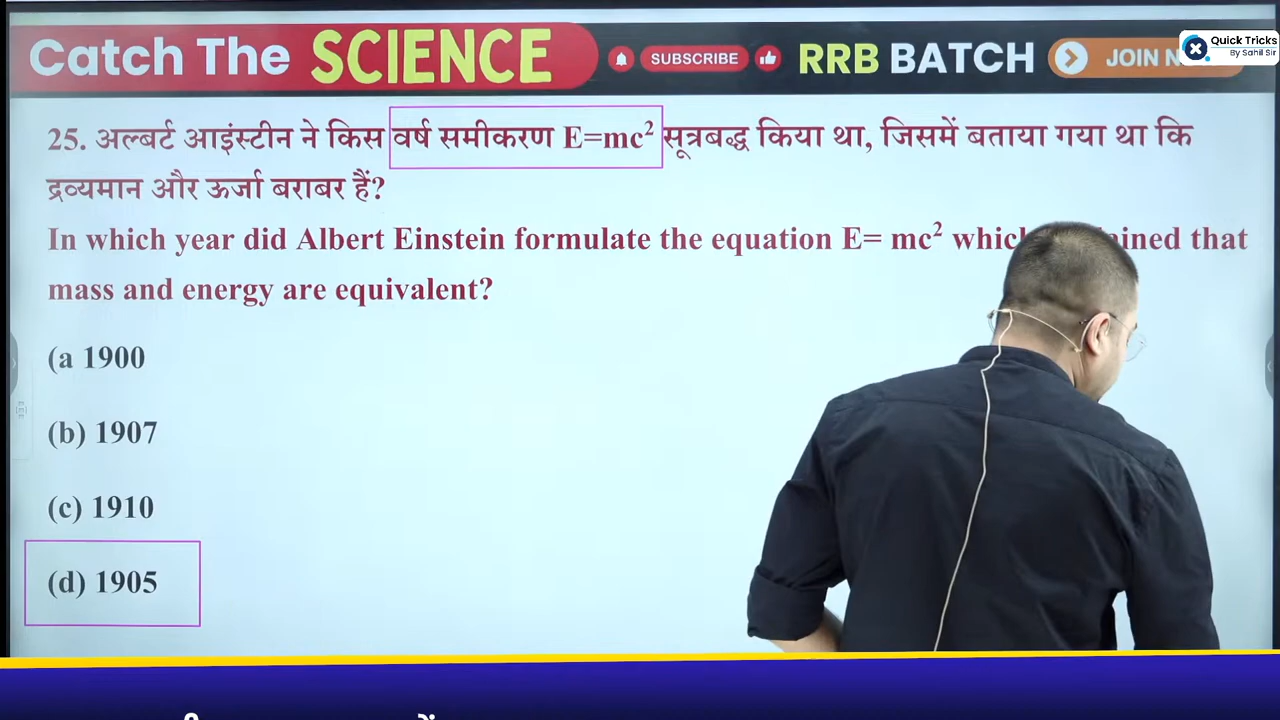 Catch The SCIENCE SUBSCRIBE RRB BATCH JOIN Quick Tricks
By Sahil Sir
25. अल्बर्ट आइंस्टीन ने किस वर्ष समीकरण E=mc² सूत्रबद्ध किया था, जिसमें बताया गया था कि
द्रव्यमान और ऊर्जा बराबर हैं?
In which year did Albert Einstein formulate the equation E= mc² which that
mass and energy are equivalent?
(a 1900
(b) 1907
(c) 1910
(d) 1905